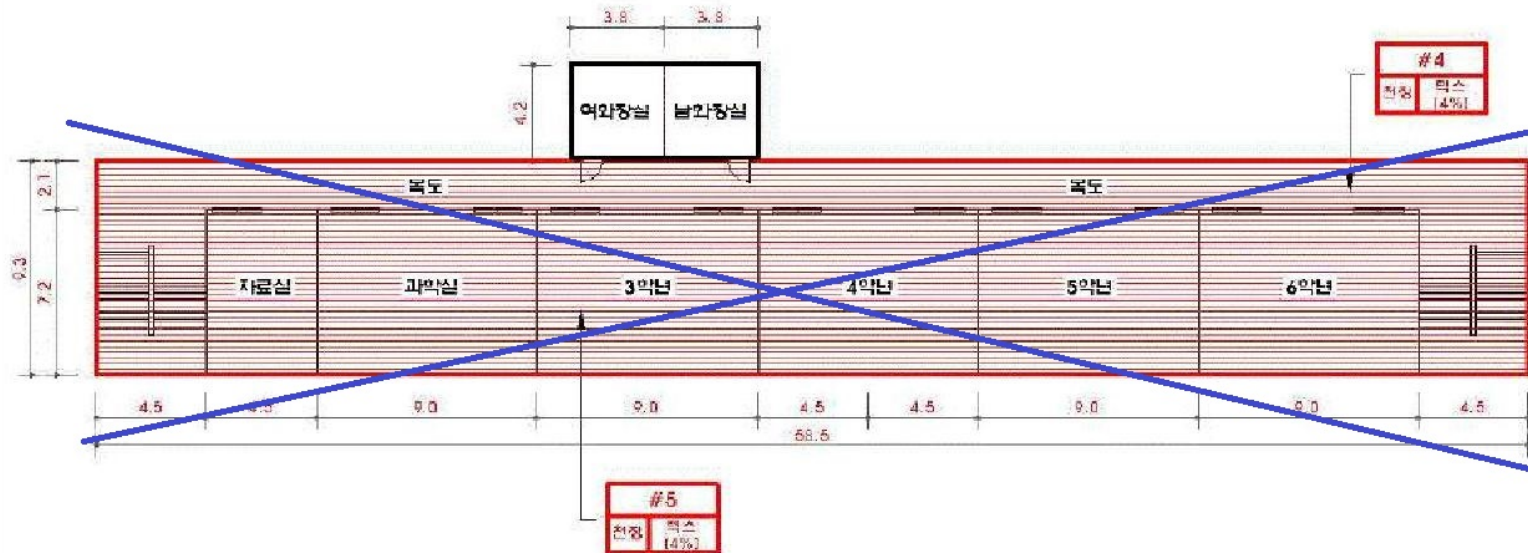 3.8 3.8
#4
천장 텍스
[4%]
4.2
여화장실 남화장실
2.1
복도 복도
9.3
7.2
자료실 과학실 3학년 4학년 5학년 6학년
4.5 4.5 9.0 9.0 4.5 4.5 9.0 9.0 4.5
58.5
#5
천장 텍스
[4%]